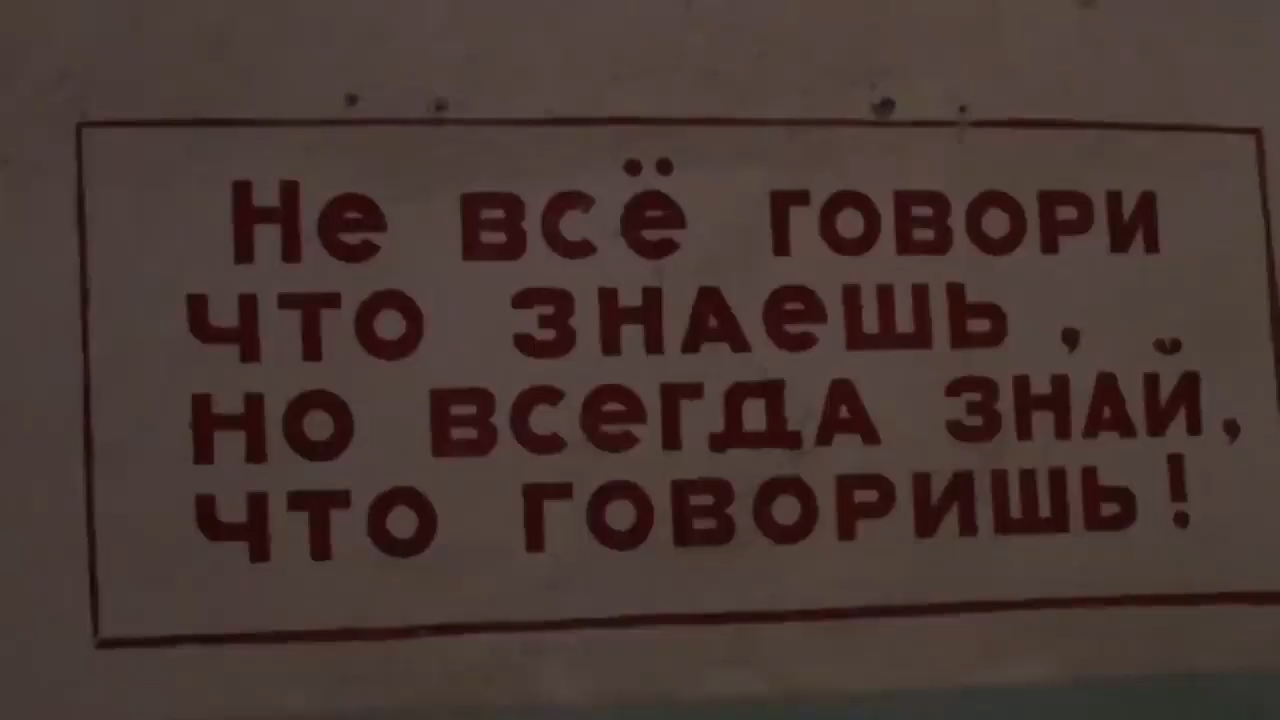 Не всё говори
что знаешь,
но всегда знай,
что говоришь!